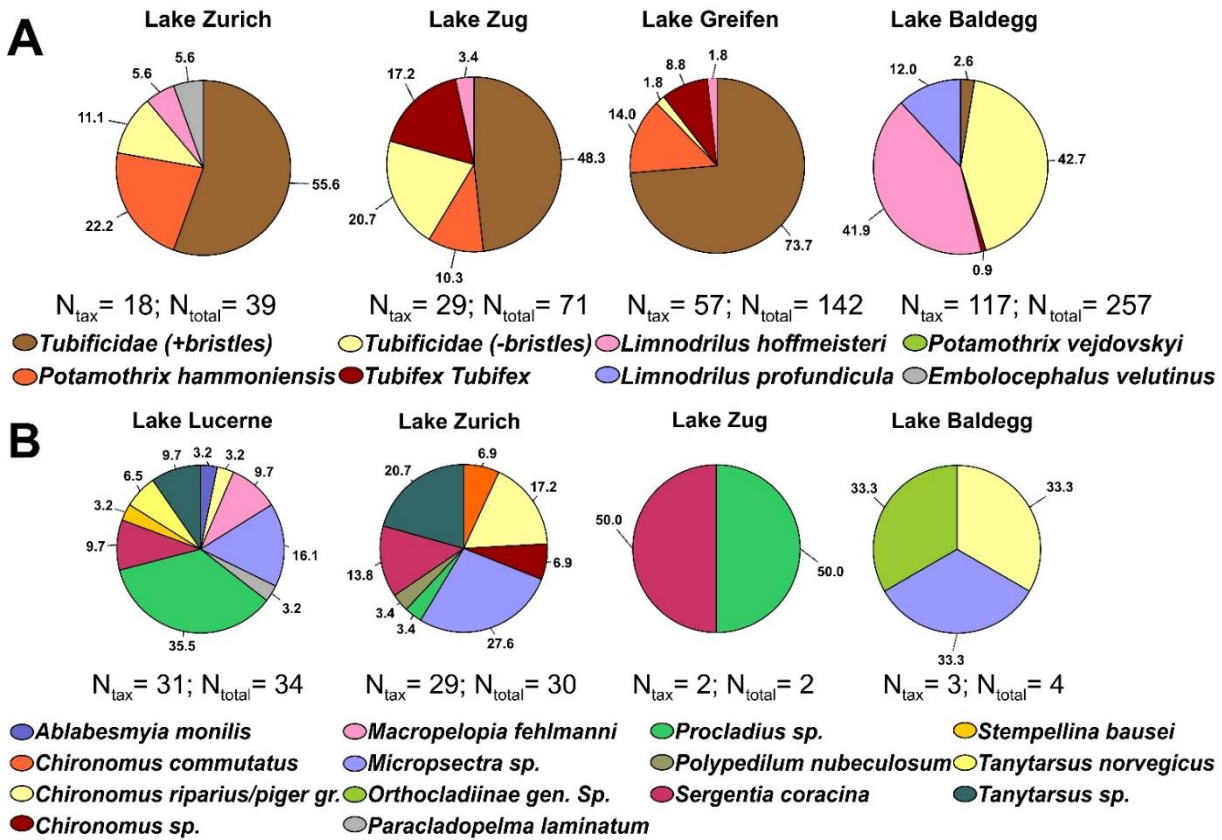 A
Lake Zurich
Lake Zug
Lake Greifen
Lake Baldegg
5.6
5.6
11.1
22.2
55.6
3.4
17.2
20.7
10.3
48.3
1.8
8.8
1.8
14.0
73.7
2.6
12.0
42.7
41.9
0.9
Ntax= 18; Ntotal= 39
Ntax= 29; Ntotal= 71
Ntax= 57; Ntotal= 142
Ntax= 117; Ntotal= 257
Tubificidae (+bristles)
Tubificidae (-bristles)
Limnodrilus hoffmeisteri
Potamothrix vejdovskyi
Potamothrix hammoniensis
Tubifex Tubifex
Limnodrilus profundicula
Embolocephalus velutinus
B
Lake Lucerne
Lake Zurich
Lake Zug
Lake Baldegg
9.7
3.2
3.2
9.7
6.5
3.2
9.7
16.1
3.2
35.5
20.7
6.9
17.2
13.8
6.9
3.4
3.4
27.6
50.0
50.0
33.3
33.3
33.3
Ntax= 31; Ntotal= 34
Ntax= 29; Ntotal= 30
Ntax= 2; Ntotal= 2
Ntax= 3; Ntotal= 4
Ablabesmyia monilis
Macropelopia fehlmanni
Procladius sp.
Stempellina bausei
Chironomus commutatus
Micropsectra sp.
Polypedilum nubeculosum
Tanytarsus norvegicus
Chironomus riparius/piger gr.
Orthocladiinae gen. Sp.
Sergentia coracina
Tanytarsus sp.
Chironomus sp.
Paracladopelma laminatum